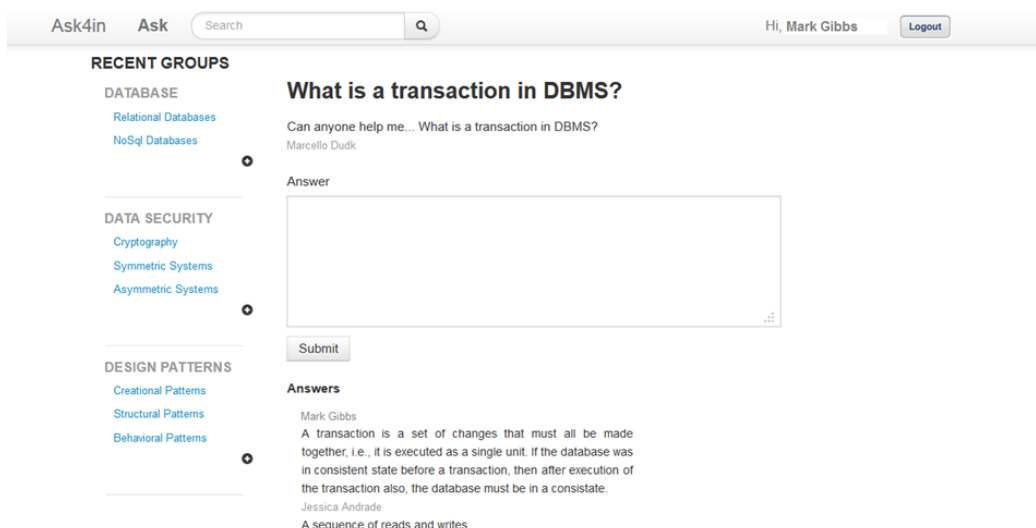 Ask4in Ask Search Hi, Mark Gibbs Logout
RECENT GROUPS
DATABASE
Relational Databases
NoSql Databases
DATA SECURITY
Cryptography
Symmetric Systems
Asymmetric Systems
DESIGN PATTERNS
Creational Patterns
Structural Patterns
Behavioral Patterns
What is a transaction in DBMS?
Can anyone help me... What is a transaction in DBMS?
Marcello Dudk
Answer
Submit
Answers
Mark Gibbs
A transaction is a set of changes that must all be made
together, i.e., it is executed as a single unit. If the database was
in consistent state before a transaction, then after execution of
the transaction also, the database must be in a consistate.
Jessica Andrade
A sequence of reads and writes